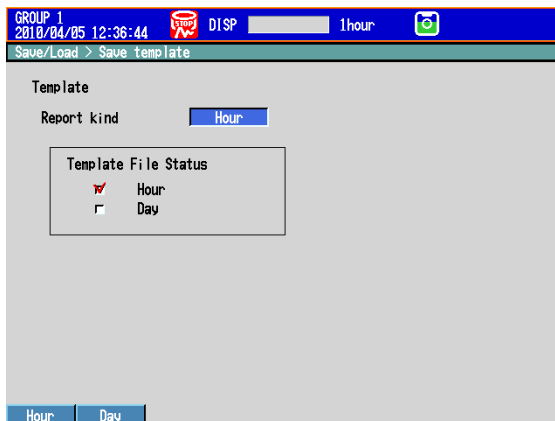 GROUP 1
2010/04/05 12:36:44
STOP
DISP
1hour
Save/Load > Save template
Template
Report kind
Hour
Template File Status
Hour
Day
Hour
Day